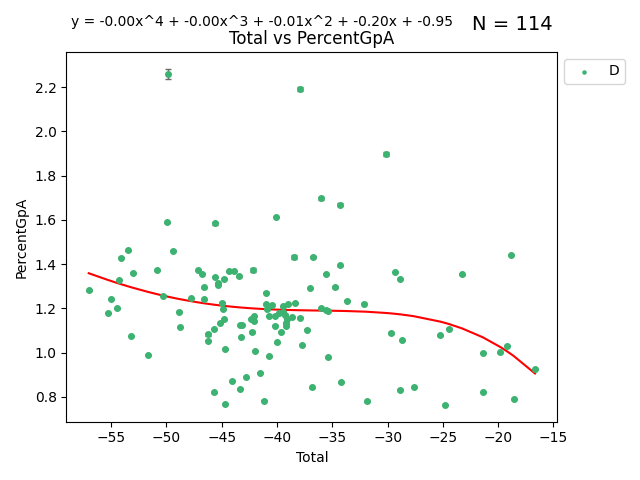 y = -0.00x^4 + -0.00x^3 + -0.01x^2 + -0.20x + -0.95
N = 114
Total vs PercentGpA
D
PercentGpA
2.2
2.0
1.8
1.6
1.4
1.2
1.0
0.8
−55 −50 −45 −40 −35 −30 −25 −20 −15
Total